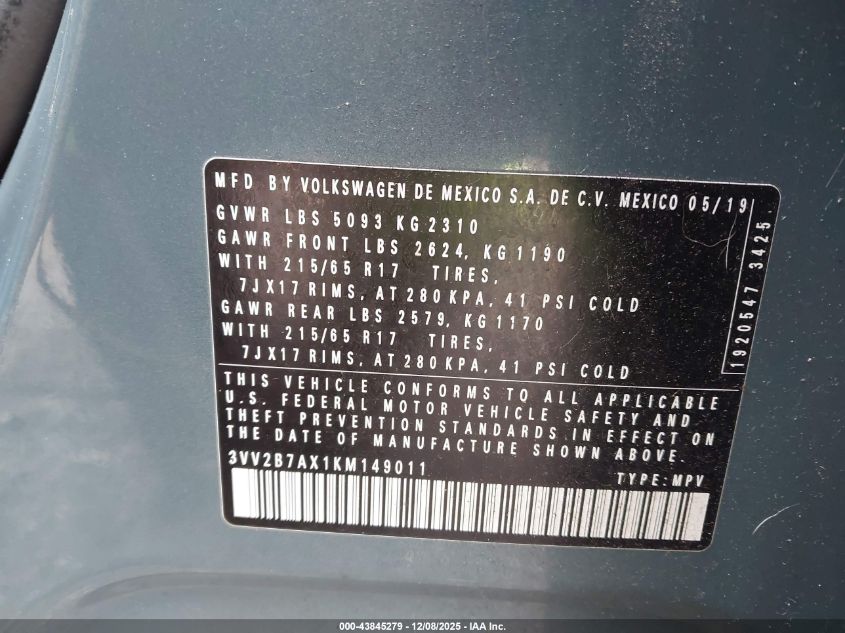 MFD BY VOLKSWAGEN DE MEXICO S.A. DE C.V. MEXICO 05/19
GVWR LBS 5093 KG 2310
GAWR FRONT LBS 2624, KG 1190
WITH 215/65 R17 TIRES,
7JX17 RIMS, AT 280 KPA, 41 PSI COLD
GAWR REAR LBS 2579, KG 1170
WITH 215/65 R17 TIRES,
7JX17 RIMS, AT 280 KPA, 41 PSI COLD
1920547 3425
THIS VEHICLE CONFORMS TO ALL APPLICABLE
U.S. FEDERAL MOTOR VEHICLE SAFETY AND
THEFT PREVENTION STANDARDS IN EFFECT ON
THE DATE OF MANUFACTURE SHOWN ABOVE.
3VV2B7AX1KM149011
TYPE: MPV
000-43845279 - 12/08/2025 - IAA Inc.